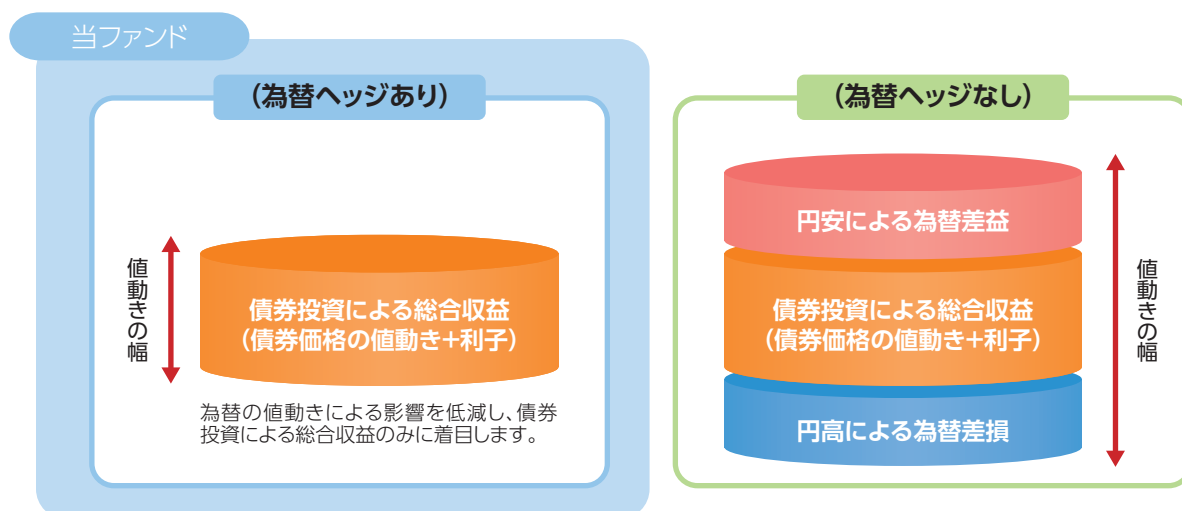 当ファンド
(為替ヘッジあり)
値動きの幅
債券投資による総合収益
(債券価格の値動き+利子)
為替の値動きによる影響を低減し、債券
投資による総合収益のみに着目します。
(為替ヘッジなし)
円安による為替差益
債券投資による総合収益
(債券価格の値動き+利子)
円高による為替差損
値動きの幅